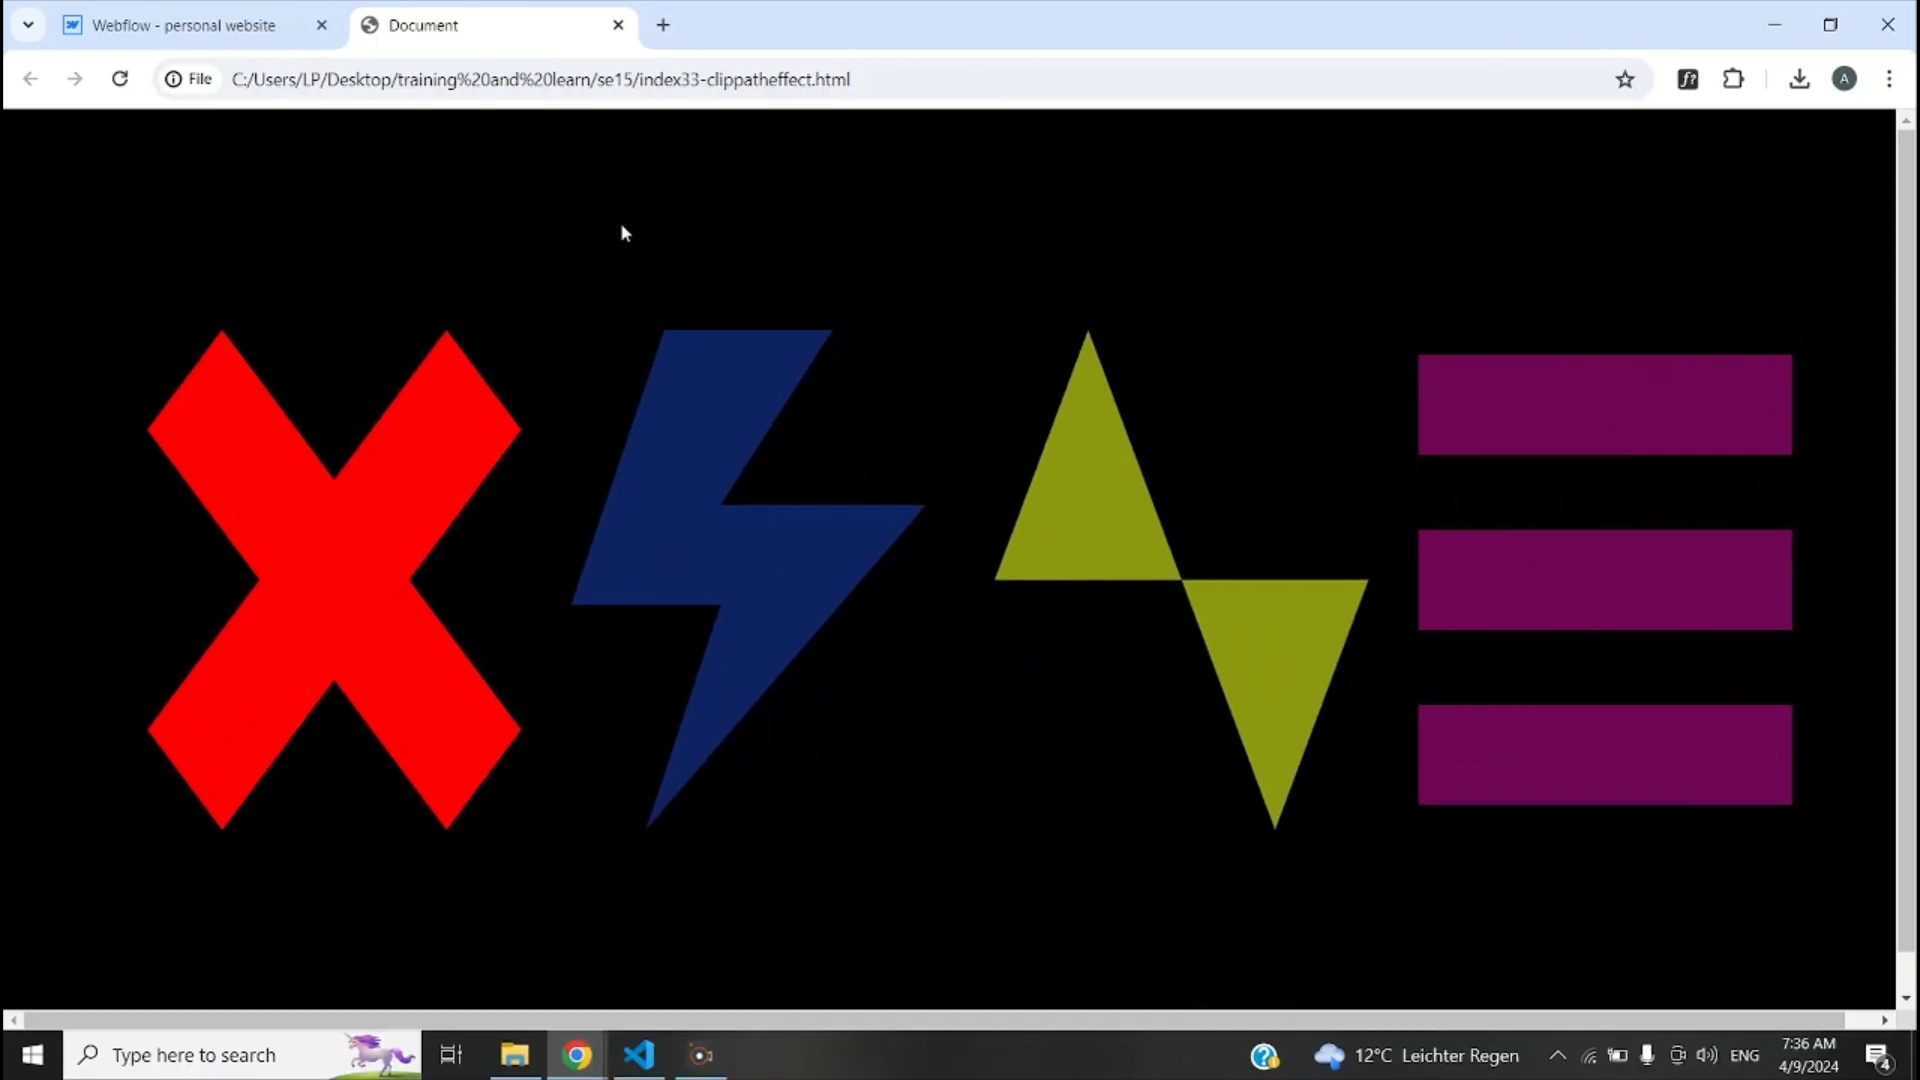 Webflow - personal website
Document
File
C:/Users/LP/Desktop/training%20and%20learn/se15/index33-clippatheffect.html
f?
A
Type here to search
12°C Leichter Regen
ENG
7:36 AM
4/9/2024
4